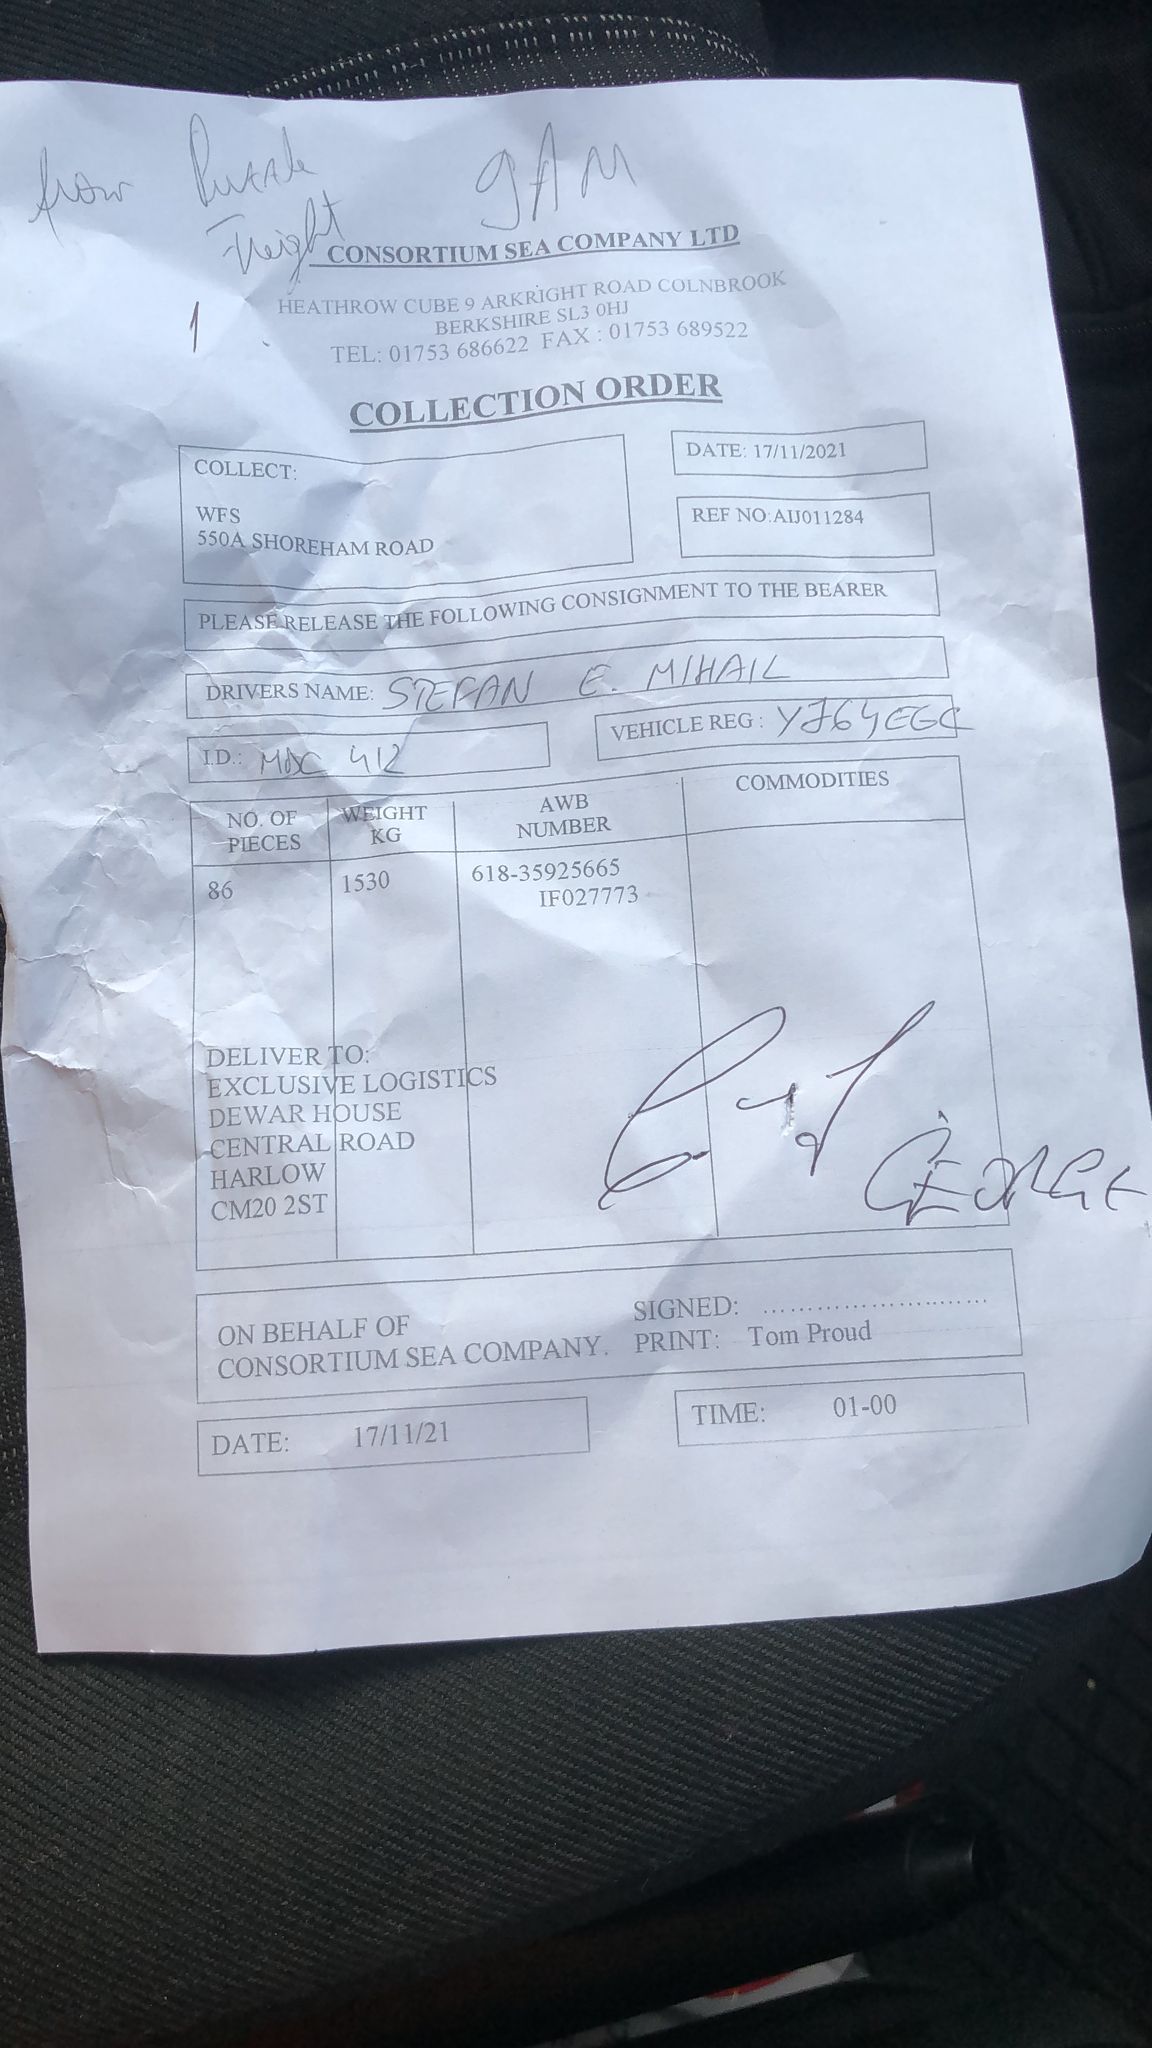 from
Freight
9AM
1
CONSORTIUM SEA COMPANY LTD
HEATHROW CUBE 9 ARKRIGHT ROAD COLNBROOK
BERKSHIRE SL3 0HJ
TEL: 01753 686622 FAX : 01753 689522
COLLECTION ORDER
COLLECT:
DATE: 17/11/2021
WFS
550A SHOREHAM ROAD
REF NO:AIJ011284
PLEASE RELEASE THE FOLLOWING CONSIGNMENT TO THE BEARER
DRIVERS NAME: STEFAN E. MIHAIL
I.D.: MDC 412
VEHICLE REG :
NO. OF PIECES
WEIGHT KG
AWB NUMBER
COMMODITIES
86
1530
618-35925665
IF027773
DELIVER TO:
EXCLUSIVE LOGISTICS
DEWAR HOUSE
CENTRAL ROAD
HARLOW
CM20 2ST
GEORGE
ON BEHALF OF
CONSORTIUM SEA COMPANY.
SIGNED: ...........................
PRINT: Tom Proud
DATE: 17/11/21
TIME: 01-00